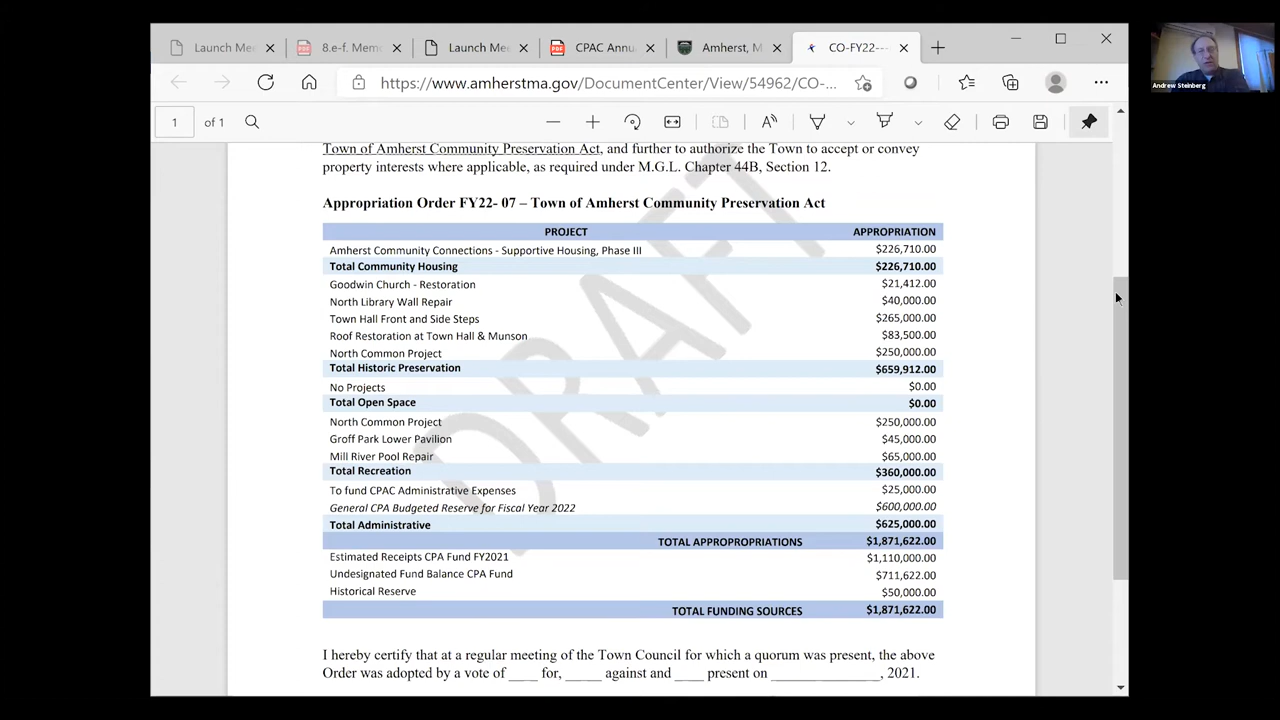 Launch Mee
8.e-f. Memo
Launch Mee
CPAC Annu
Amherst, M
CO-FY22---
https://www.amherstma.gov/DocumentCenter/View/54962/CO-...
1 of 1
Andrew Steinberg
Town of Amherst Community Preservation Act, and further to authorize the Town to accept or convey
property interests where applicable, as required under M.G.L. Chapter 44B, Section 12.
Appropriation Order FY22- 07 – Town of Amherst Community Preservation Act
PROJECT APPROPRIATION
Amherst Community Connections - Supportive Housing, Phase III $226,710.00
Total Community Housing $226,710.00
Goodwin Church - Restoration $21,412.00
North Library Wall Repair $40,000.00
Town Hall Front and Side Steps $265,000.00
Roof Restoration at Town Hall & Munson $83,500.00
North Common Project $250,000.00
Total Historic Preservation $659,912.00
No Projects $0.00
Total Open Space $0.00
North Common Project $250,000.00
Groff Park Lower Pavilion $45,000.00
Mill River Pool Repair $65,000.00
Total Recreation $360,000.00
To fund CPAC Administrative Expenses $25,000.00
General CPA Budgeted Reserve for Fiscal Year 2022 $600,000.00
Total Administrative $625,000.00
TOTAL APPROPROPRIATIONS $1,871,622.00
Estimated Receipts CPA Fund FY2021 $1,110,000.00
Undesignated Fund Balance CPA Fund $711,622.00
Historical Reserve $50,000.00
TOTAL FUNDING SOURCES $1,871,622.00
DRAFT
I hereby certify that at a regular meeting of the Town Council for which a quorum was present, the above
Order was adopted by a vote of ____ for, _____ against and ____ present on _______________, 2021.